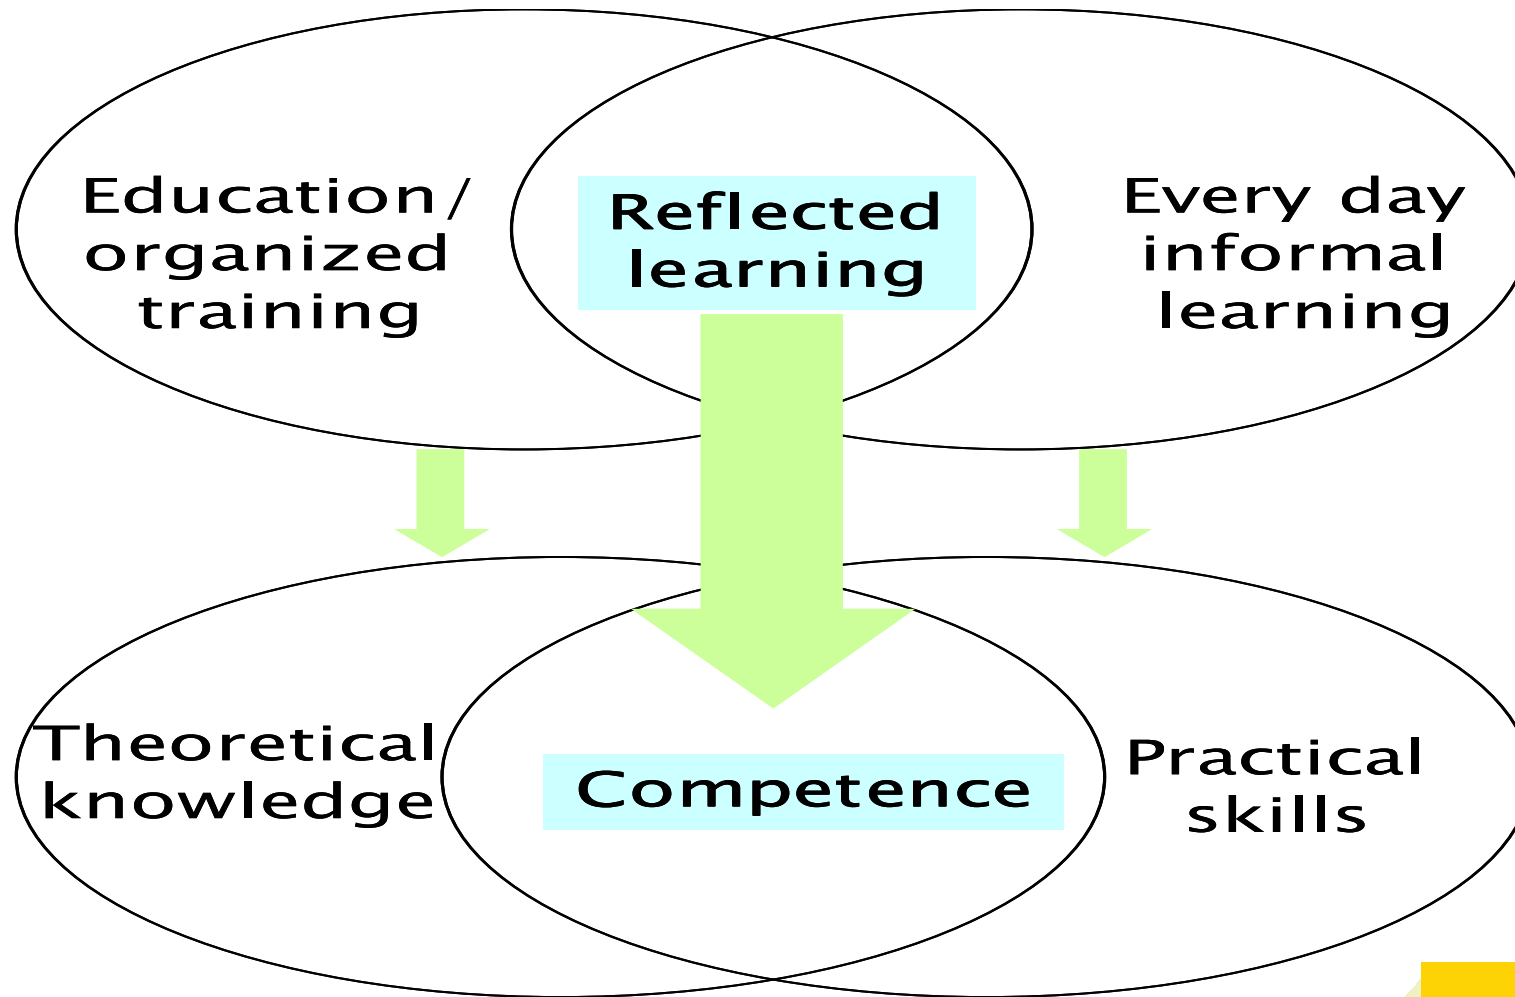 Education/
organized
training
Reflected
learning
Every day
informal
learning
Theoretical
knowledge
Competence
Practical
skills